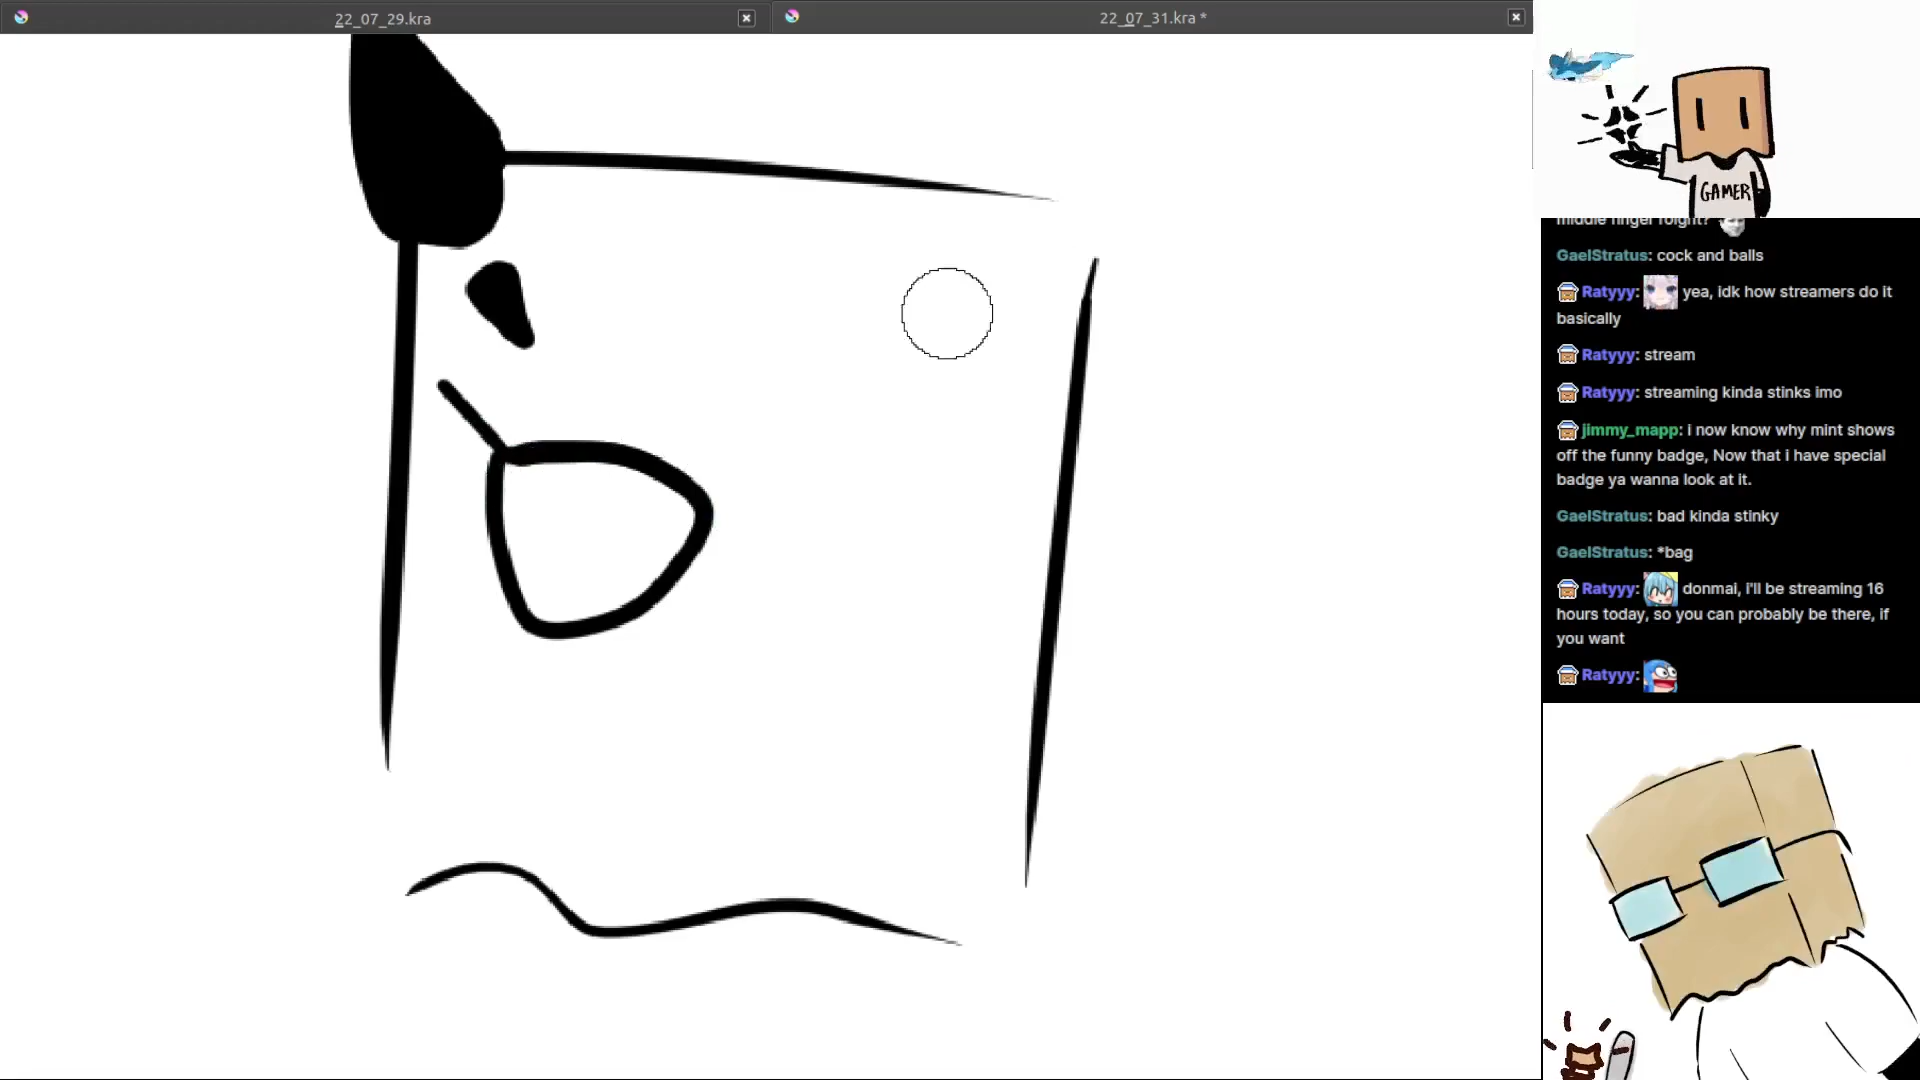 22_07_29.kra
22_07_31.kra *
GAMER
middle finger roight?
GaelStratus: cock and balls
Ratyyy: yea, idk how streamers do it
basically
Ratyyy: stream
Ratyyy: streaming kinda stinks imo
jimmy_mapp: i now know why mint shows
off the funny badge, Now that i have special
badge ya wanna look at it.
GaelStratus: bad kinda stinky
GaelStratus: *bag
Ratyyy: donmai, i'll be streaming 16
hours today, so you can probably be there, if
you want
Ratyyy: